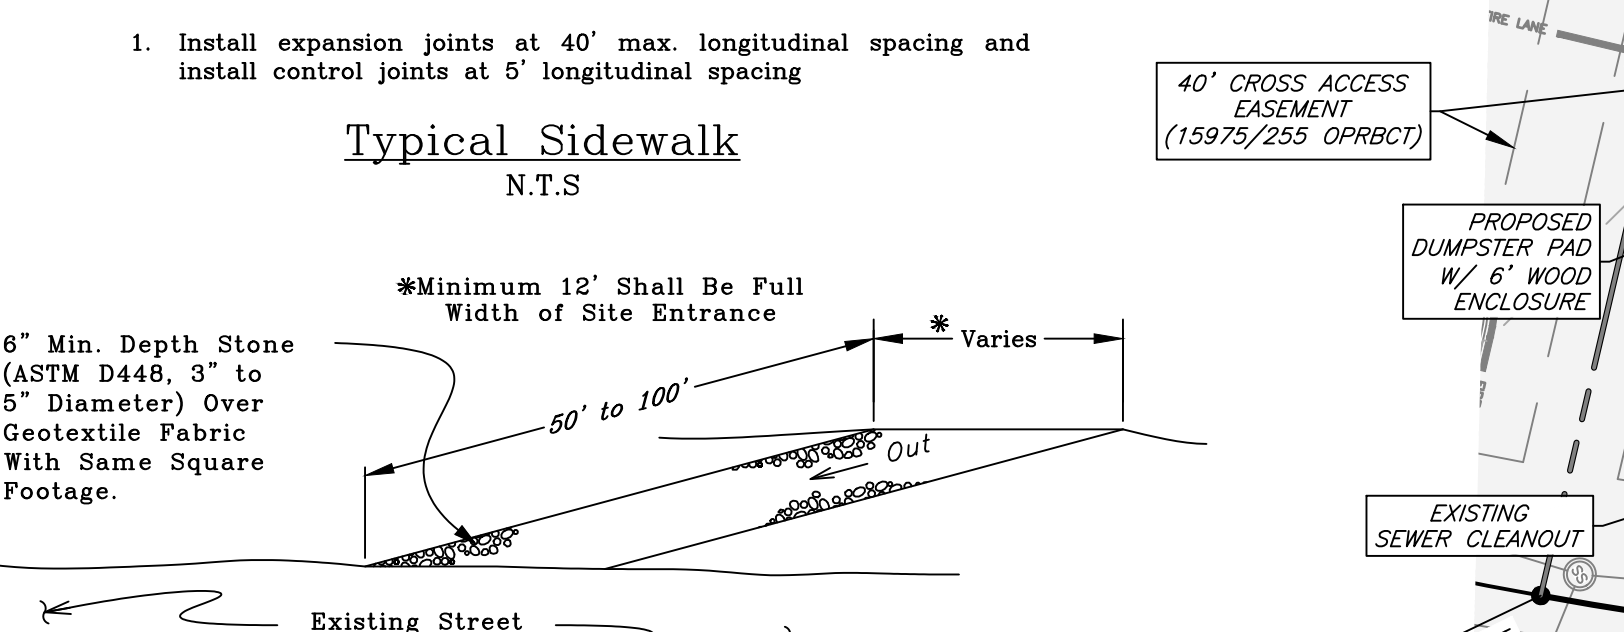 1. Install expansion joints at 40' max. longitudinal spacing and
install control joints at 5' longitudinal spacing
Typical Sidewalk
N.T.S
*Minimum 12' Shall Be Full
Width of Site Entrance
6" Min. Depth Stone
(ASTM D448, 3" to
5" Diameter) Over
Geotextile Fabric
With Same Square
Footage.
50' to 100'
* Varies
Out
Existing Street
40' CROSS ACCESS
EASEMENT
(15975/255 OPRBCT)
PROPOSED
DUMPSTER PAD
W/ 6' WOOD
ENCLOSURE
EXISTING
SEWER CLEANOUT
LANE
SS